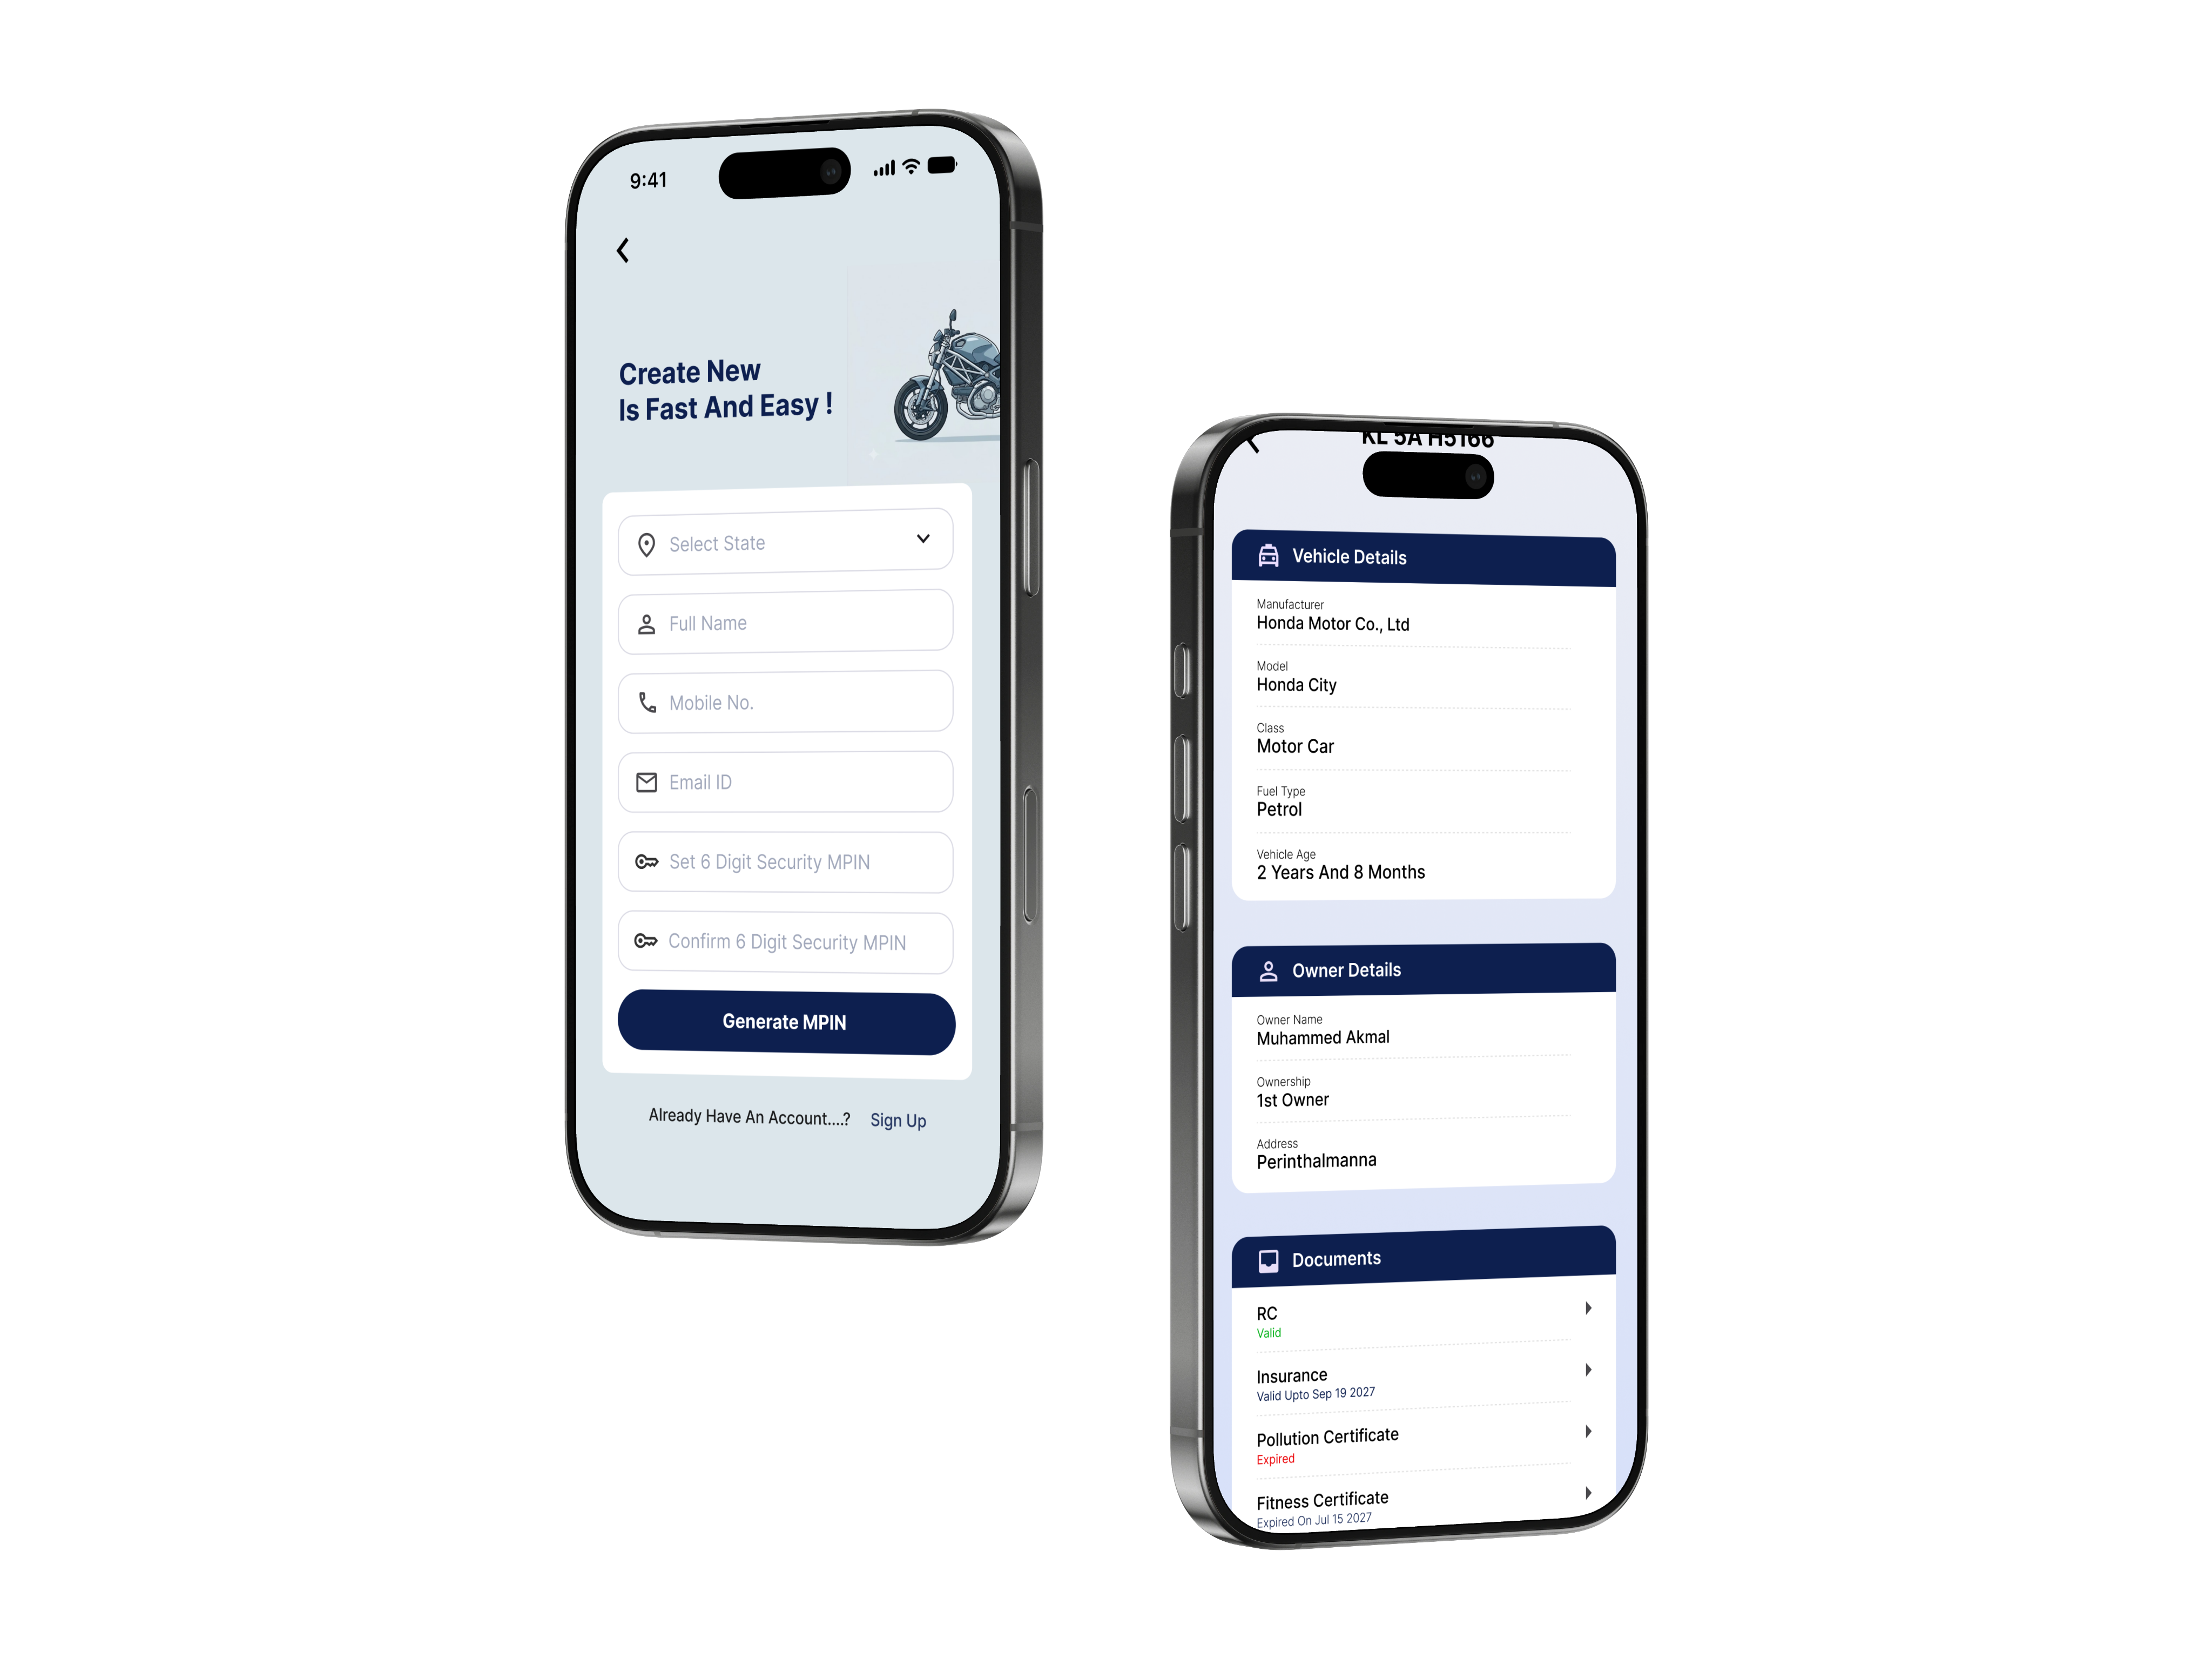 9:41
Create New
Is Fast And Easy !
Select State
Full Name
Mobile No.
Email ID
Set 6 Digit Security MPIN
Confirm 6 Digit Security MPIN
Generate MPIN
Already Have An Account....? Sign Up
KL 5A H5166
Vehicle Details
Manufacturer
Honda Motor Co., Ltd
Model
Honda City
Class
Motor Car
Fuel Type
Petrol
Vehicle Age
2 Years And 8 Months
Owner Details
Owner Name
Muhammed Akmal
Ownership
1st Owner
Address
Perinthalmanna
Documents
RC
Valid
Insurance
Valid Upto Sep 19 2027
Pollution Certificate
Expired
Fitness Certificate
Expired On Jul 15 2027